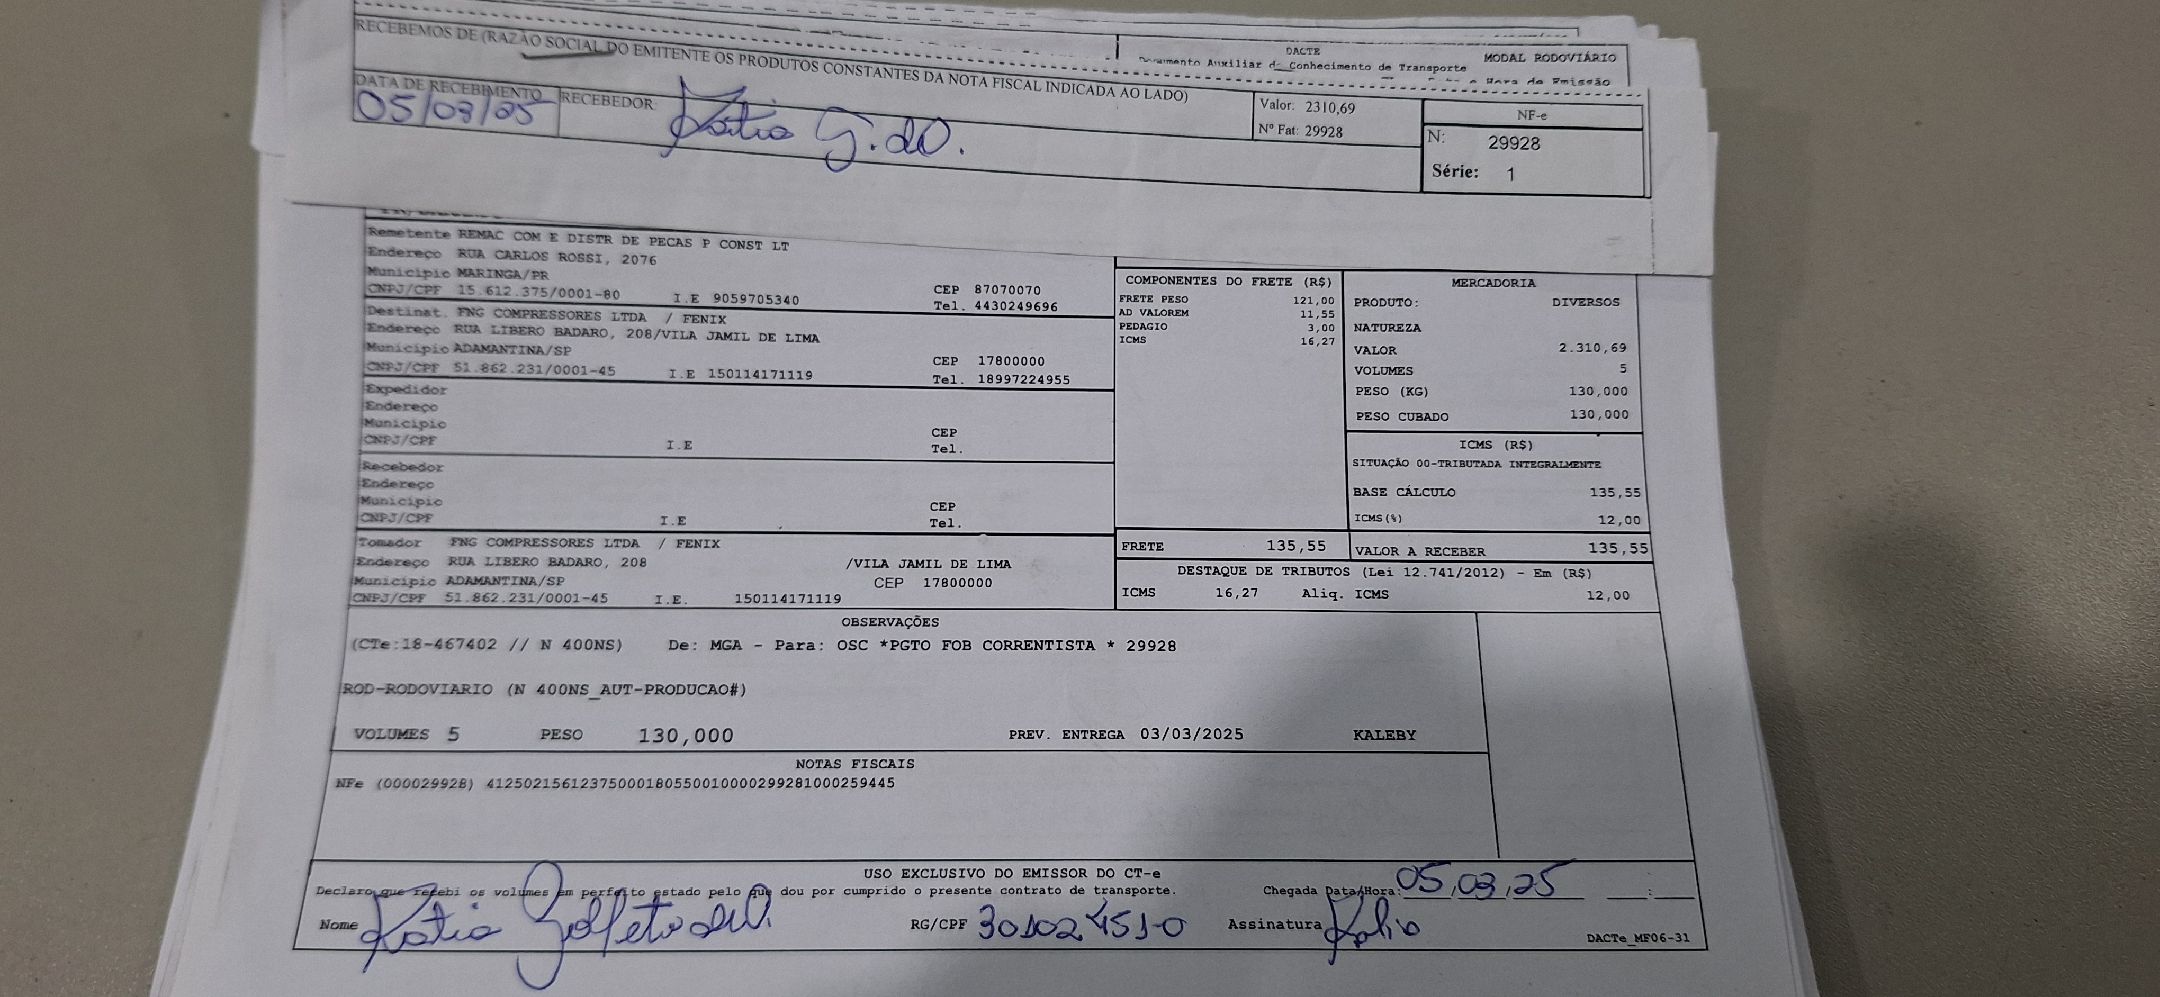 DACTE
MODAL RODOVIÁRIO
Documento Auxiliar de Conhecimento de Transporte
RECEBEMOS DE (RAZÃO SOCIAL DO EMITENTE OS PRODUTOS CONSTANTES DA NOTA FISCAL INDICADA AO LADO)
DATA DE RECEBIMENTO
05/03/25
RECEBEDOR:
Katia G. dO.
Valor: 2310,69
Nº Fat: 29928
NF-e
N: 29928
Série: 1
Remetente REMAC COM E DISTR DE PECAS P CONST LT
Endereço RUA CARLOS ROSSI, 2076
Município MARINGA/PR
CNPJ/CPF 15.612.375/0001-80 I.E 9059705340
CEP 87070070
Tel. 4430249696
Destinat. FNG COMPRESSORES LTDA / FENIX
Endereço RUA LIBERO BADARO, 208/VILA JAMIL DE LIMA
Município ADAMANTINA/SP
CNPJ/CPF 51.862.231/0001-45 I.E 150114171119
CEP 17800000
Tel. 18997224955
Expedidor
Endereço
Município
CNPJ/CPF I.E
CEP
Tel.
Recebedor
Endereço
Município
CNPJ/CPF I.E
CEP
Tel.
Tomador FNG COMPRESSORES LTDA / FENIX
Endereço RUA LIBERO BADARO, 208 /VILA JAMIL DE LIMA
Município ADAMANTINA/SP CEP 17800000
CNPJ/CPF 51.862.231/0001-45 I.E. 150114171119
COMPONENTES DO FRETE (R$)
FRETE PESO 121,00
AD VALOREM 11,55
PEDAGIO 3,00
ICMS 16,27
MERCADORIA
PRODUTO: DIVERSOS
NATUREZA
VALOR 2.310,69
VOLUMES 5
PESO (KG) 130,000
PESO CUBADO 130,000
ICMS (R$)
SITUAÇÃO 00-TRIBUTADA INTEGRALMENTE
BASE CÁLCULO 135,55
ICMS(%) 12,00
FRETE 135,55
VALOR A RECEBER 135,55
DESTAQUE DE TRIBUTOS (Lei 12.741/2012) - Em (R$)
ICMS 16,27 Aliq. ICMS 12,00
OBSERVAÇÕES
(CTe:18-467402 // N 400NS) De: MGA - Para: OSC *PGTO FOB CORRENTISTA * 29928
ROD-RODOVIARIO (N 400NS_AUT-PRODUCAO#)
VOLUMES 5 PESO 130,000 PREV. ENTREGA 03/03/2025 KALEBY
NOTAS FISCAIS
NFe (000029928) 41250215612375000180550010000299281000259445
USO EXCLUSIVO DO EMISSOR DO CT-e
Declaro que recebi os volumes em perfeito estado pelo que dou por cumprido o presente contrato de transporte.
Chegada Data/Hora: 05/03/25 :
Nome Katia
RG/CPF 301024515-0
Assinatura Katia
DACTe_MF06-31